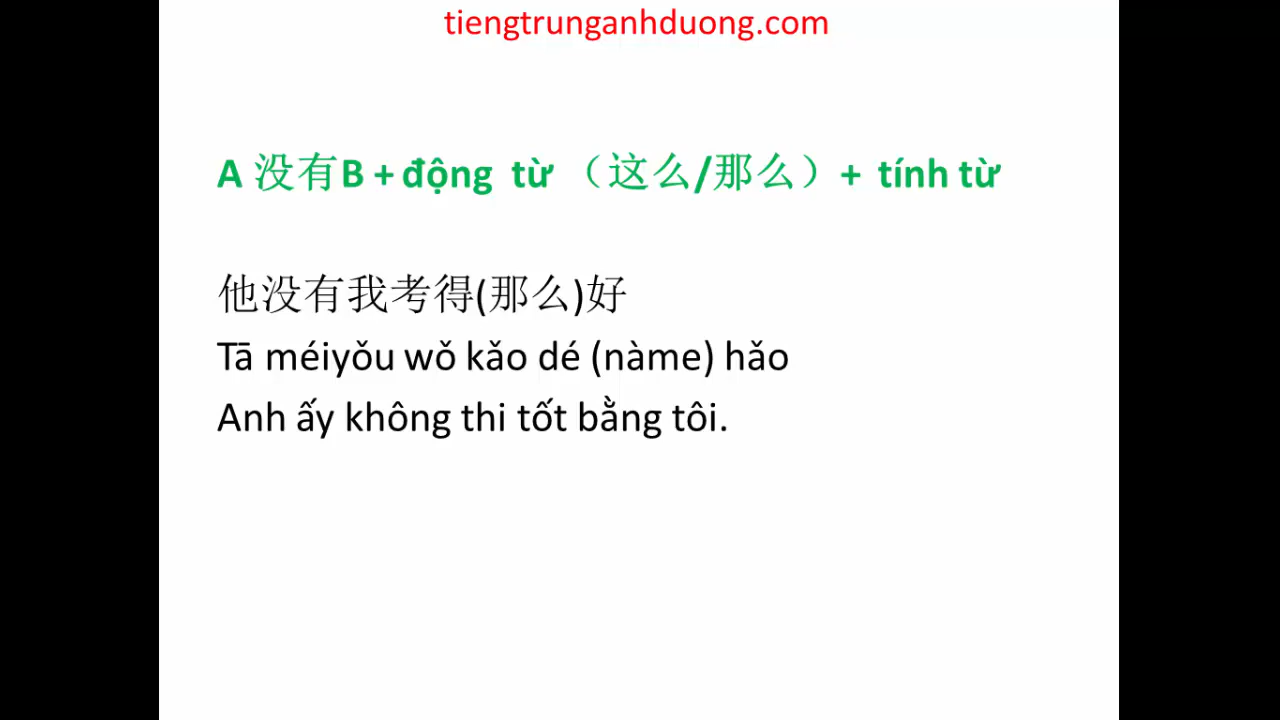 tiengtrunganhduong.com
A 没有B + động từ （这么/那么）+ tính từ
他没有我考得(那么)好
Tā méiyǒu wǒ kǎo dé (nàme) hǎo
Anh ấy không thi tốt bằng tôi.